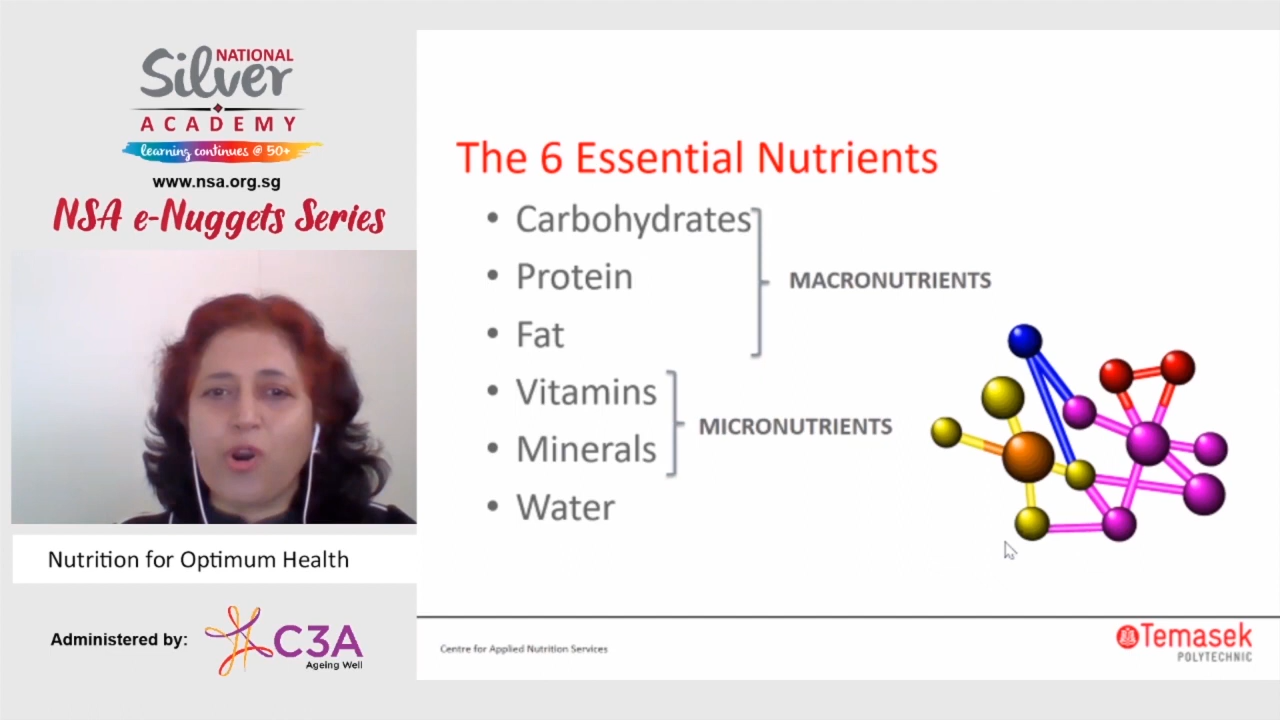 NATIONAL
Silver
ACADEMY
learning continues @ 50+
www.nsa.org.sg
NSA e-Nuggets Series
Nutrition for Optimum Health
Administered by:
C3A
Ageing Well
The 6 Essential Nutrients
• Carbohydrates
• Protein
• Fat
MACRONUTRIENTS
• Vitamins
• Minerals
MICRONUTRIENTS
• Water
Centre for Applied Nutrition Services
Temasek
POLYTECHNIC